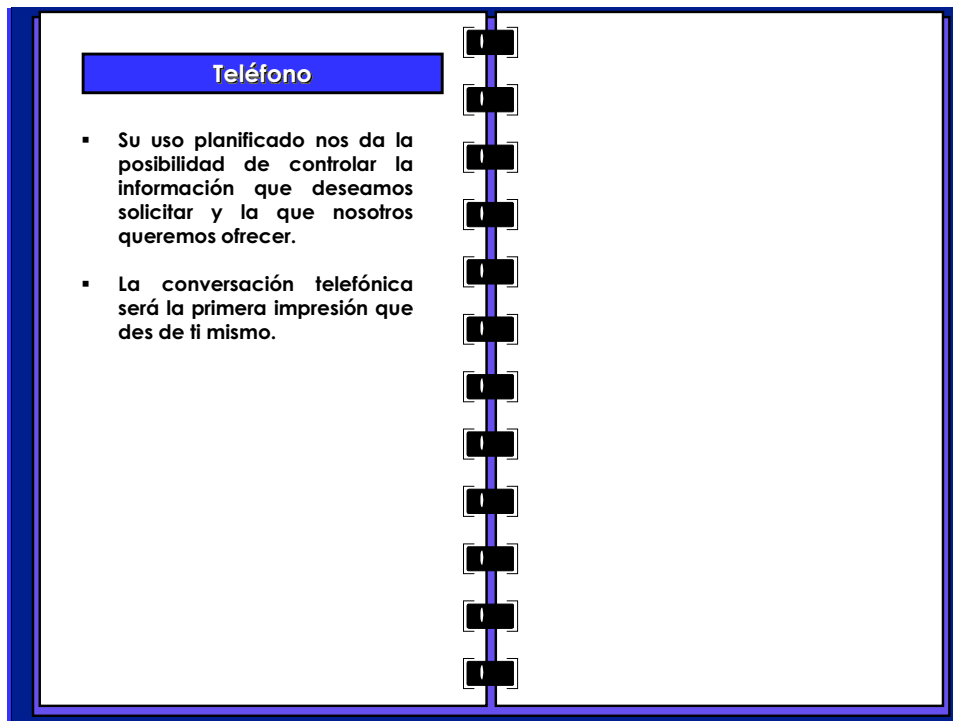 Teléfono
▪ Su uso planificado nos da la
posibilidad de controlar la
información que deseamos
solicitar y la que nosotros
queremos ofrecer.
▪ La conversación telefónica
será la primera impresión que
des de ti mismo.